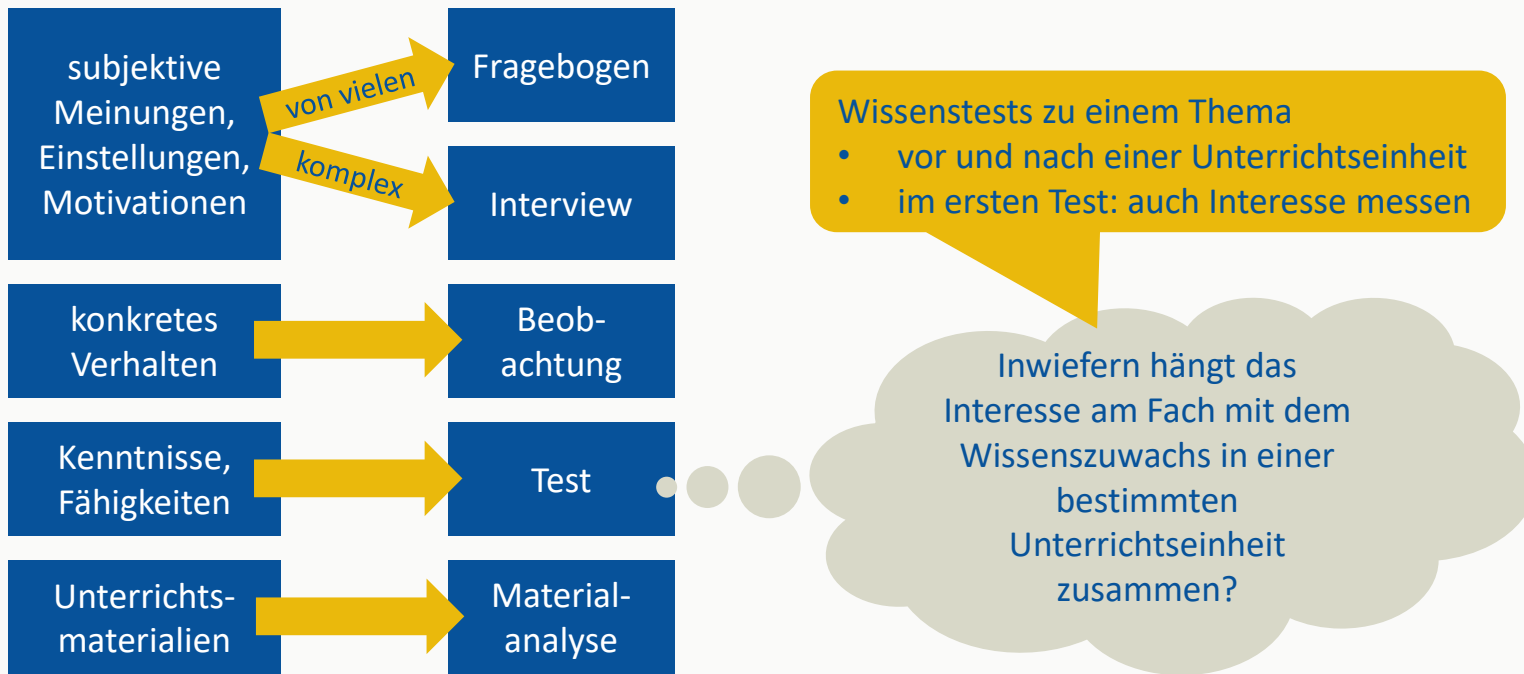 subjektive
Meinungen,
Einstellungen,
Motivationen
von vielen
komplex
Fragebogen
Interview
konkretes
Verhalten
Beob-
achtung
Kenntnisse,
Fähigkeiten
Test
Unterrichts-
materialien
Material-
analyse
Wissenstests zu einem Thema
• vor und nach einer Unterrichtseinheit
• im ersten Test: auch Interesse messen
Inwiefern hängt das
Interesse am Fach mit dem
Wissenszuwachs in einer
bestimmten
Unterrichtseinheit
zusammen?